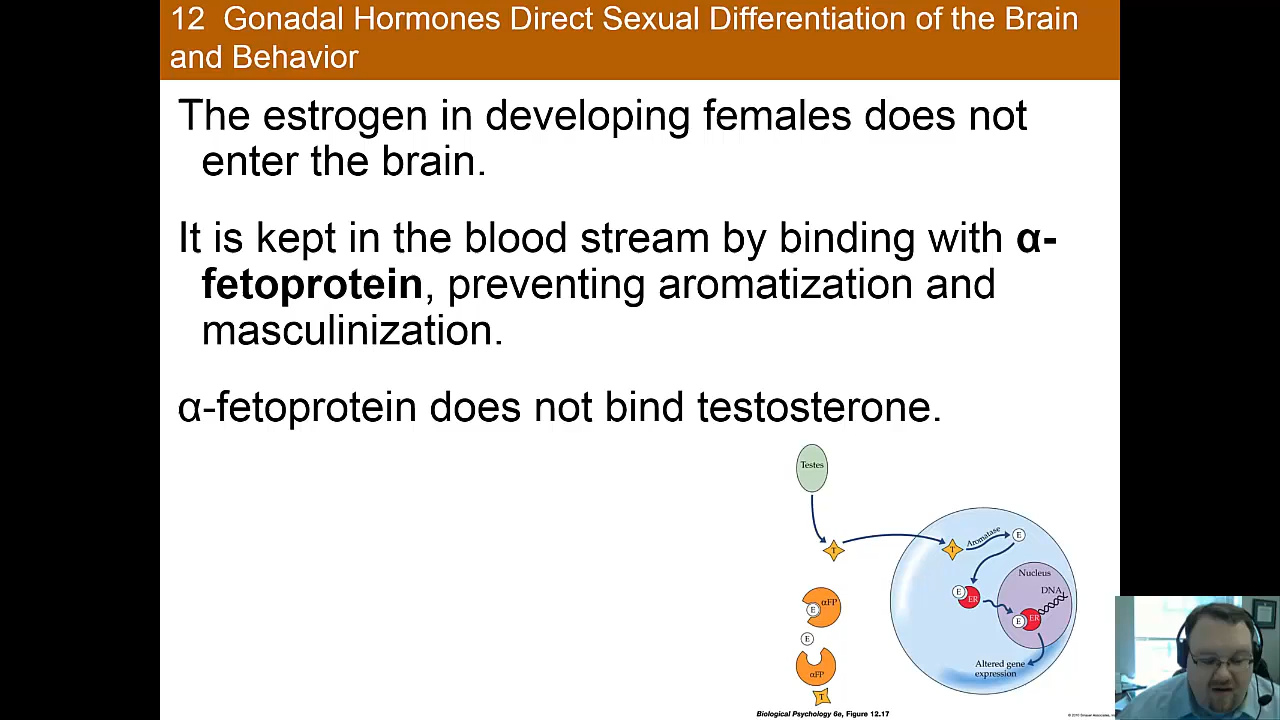 12  Gonadal Hormones Direct Sexual Differentiation of the Brain
and Behavior
The estrogen in developing females does not
enter the brain.
It is kept in the blood stream by binding with α-
fetoprotein, preventing aromatization and
masculinization.
α-fetoprotein does not bind testosterone.
Testes
T
T
Aromatase
E
Nucleus
DNA
E
ER
E
ER
αFP
E
E
αFP
T
Altered gene
expression
Biological Psychology 6e, Figure 12.17